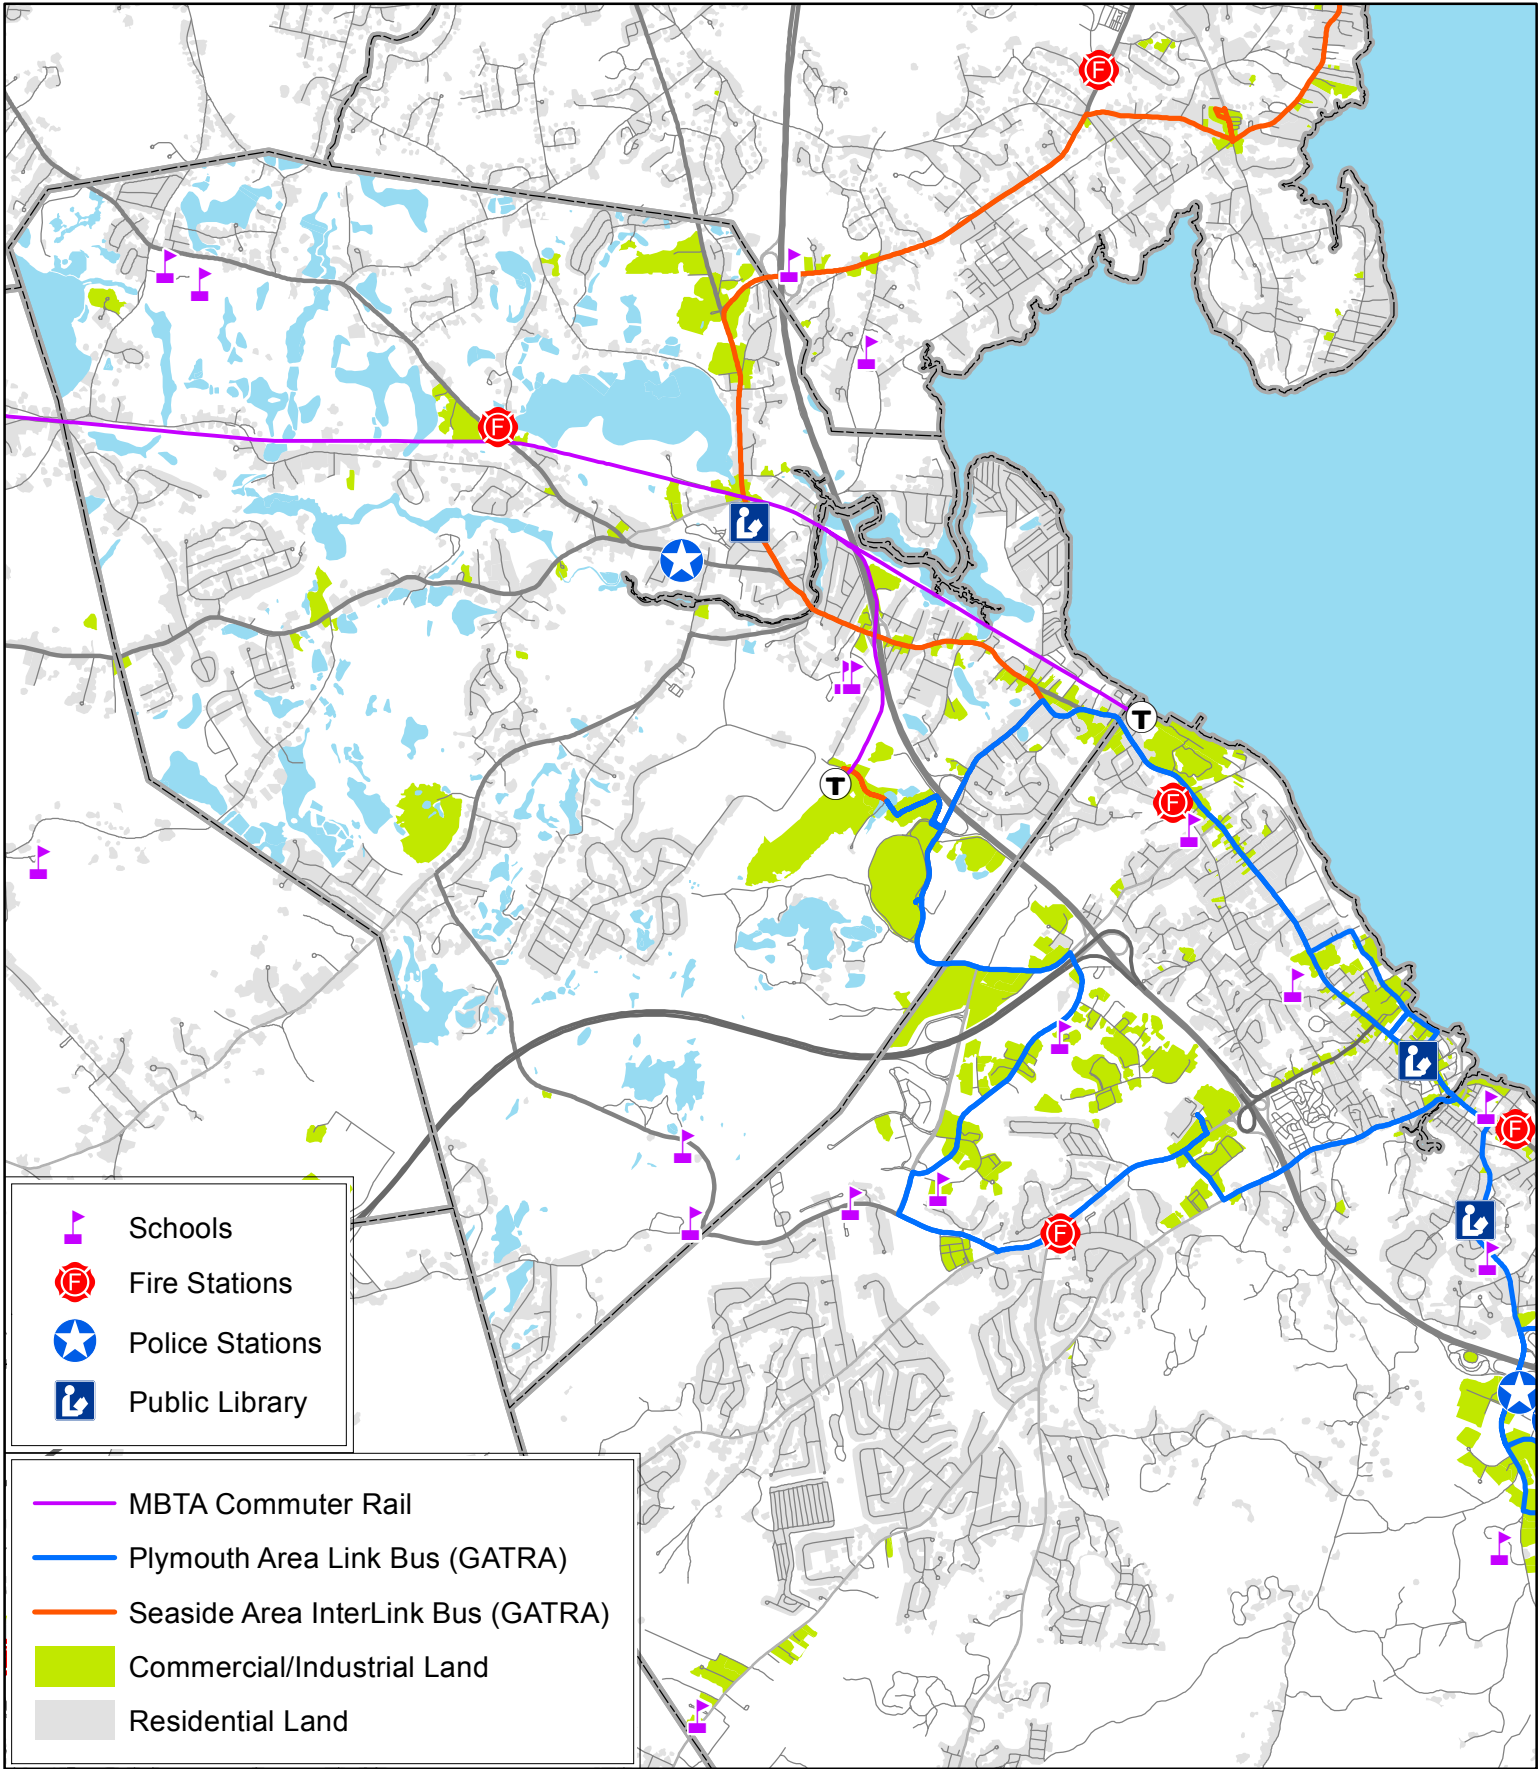 F
F
T
T
F
F
F
Schools
F
Fire Stations
Police Stations
Public Library
MBTA Commuter Rail
Plymouth Area Link Bus (GATRA)
Seaside Area InterLink Bus (GATRA)
Commercial/Industrial Land
Residential Land